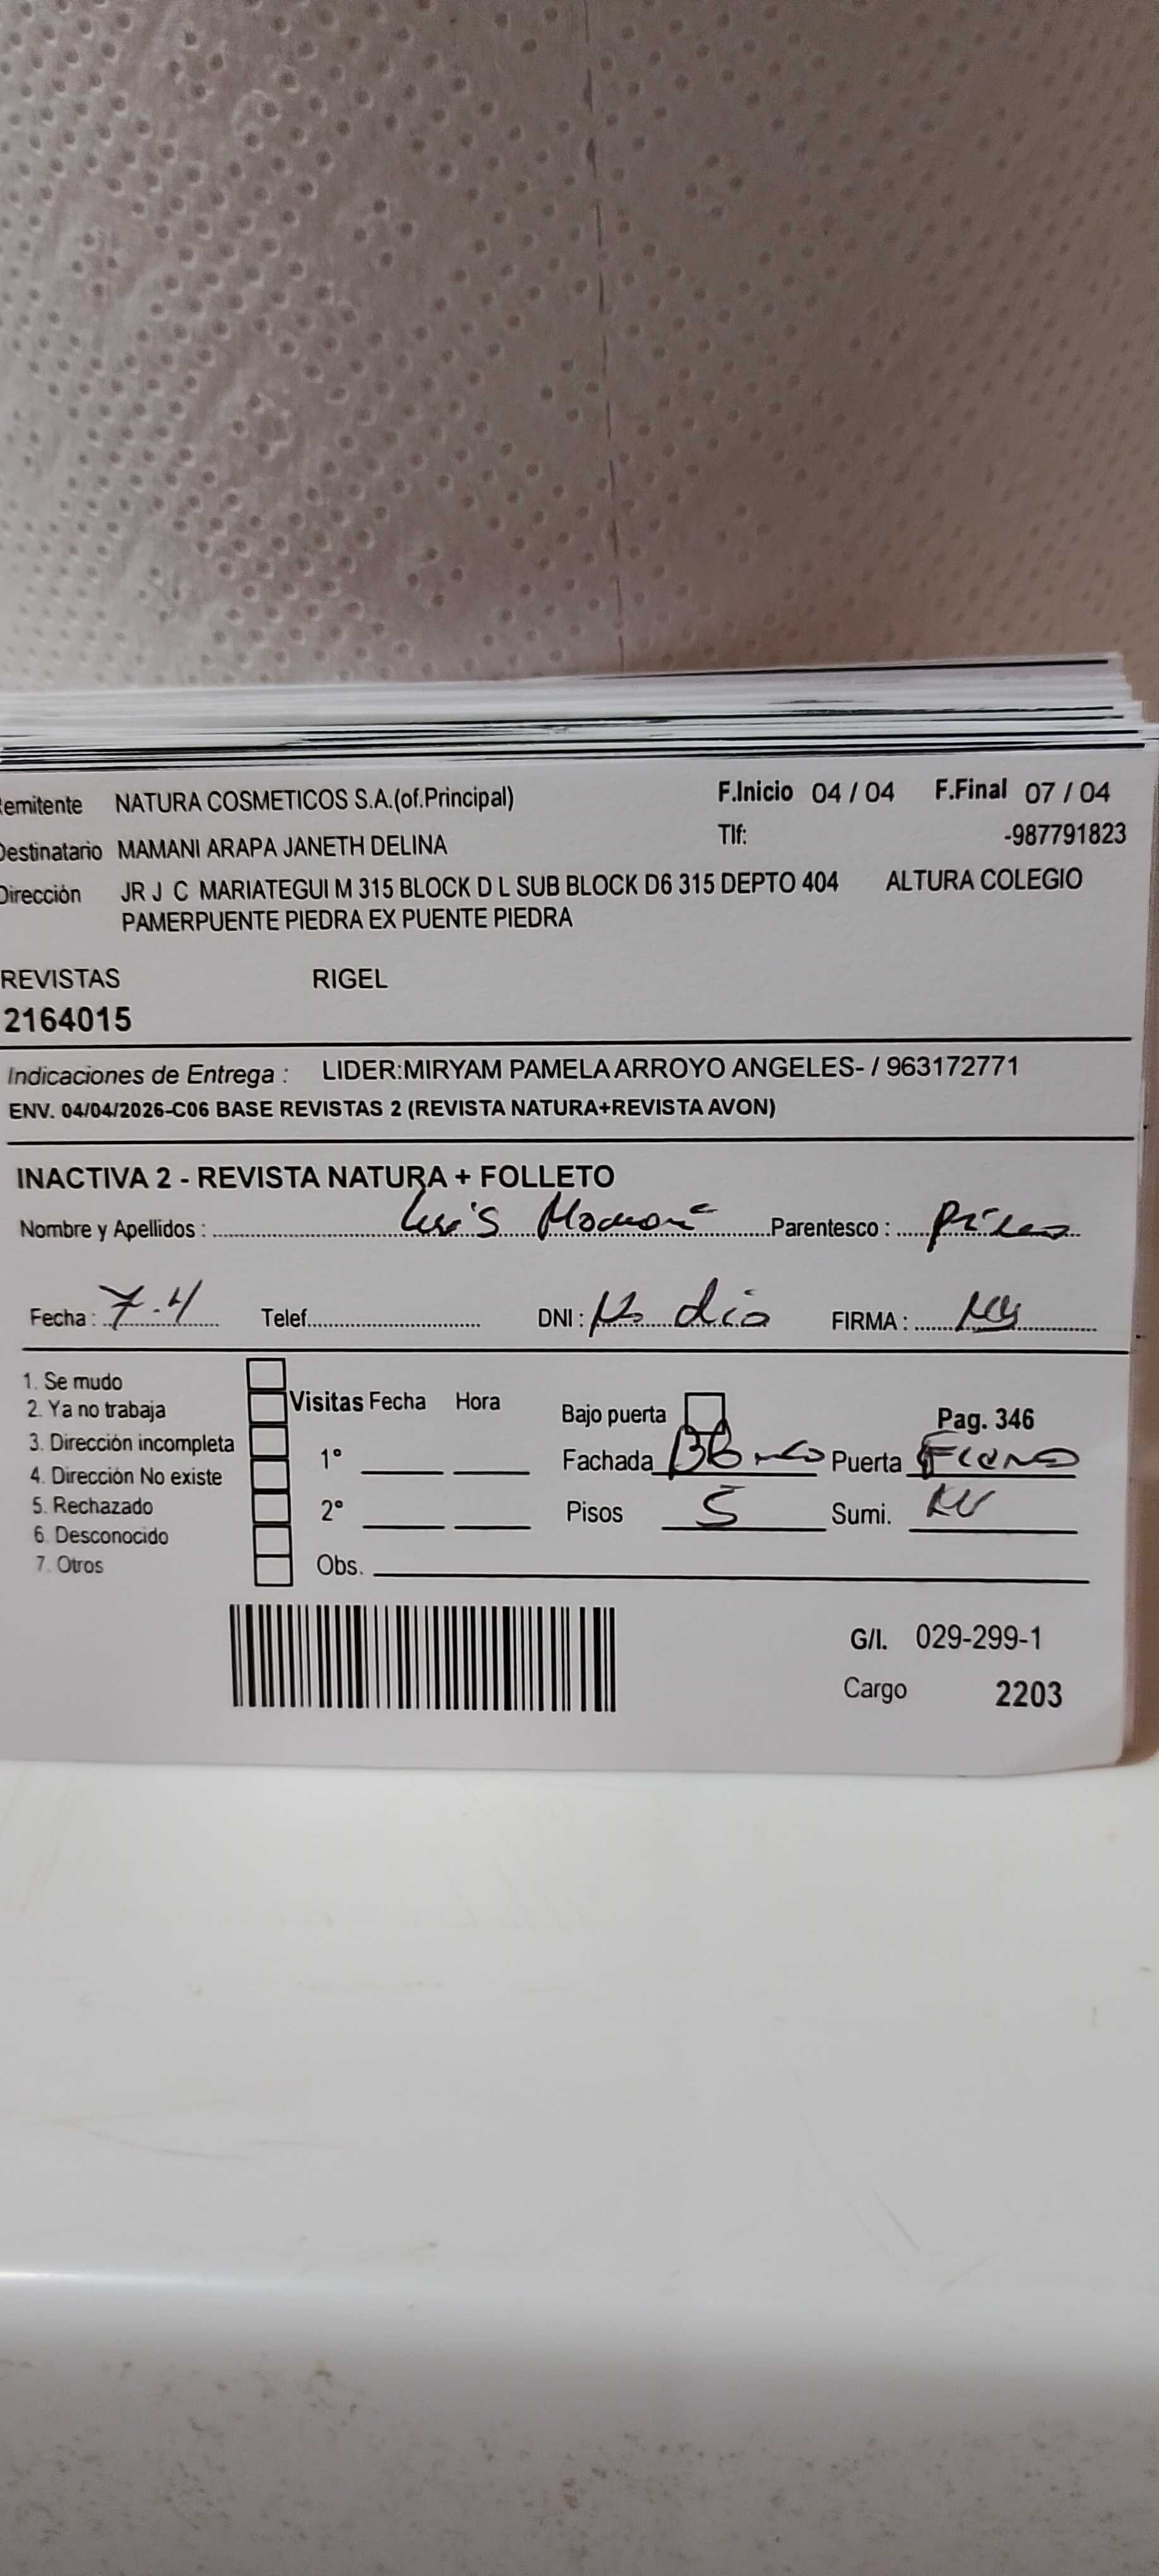 Remitente NATURA COSMETICOS S.A.(of.Principal) F.Inicio 04 / 04 F.Final 07 / 04
Destinatario MAMANI ARAPA JANETH DELINA Tlf: -987791823
Dirección JR J C MARIATEGUI M 315 BLOCK D L SUB BLOCK D6 315 DEPTO 404 ALTURA COLEGIO
PAMERPUENTE PIEDRA EX PUENTE PIEDRA
REVISTAS RIGEL
2164015
Indicaciones de Entrega : LIDER:MIRYAM PAMELA ARROYO ANGELES- / 963172771
ENV. 04/04/2026-C06 BASE REVISTAS 2 (REVISTA NATURA+REVISTA AVON)
INACTIVA 2 - REVISTA NATURA + FOLLETO
Nombre y Apellidos : Luis Mamani Parentesco :
Fecha : 7.4 Telef. DNI : No dio FIRMA :
1. Se mudo
2. Ya no trabaja Visitas Fecha Hora Bajo puerta Pag. 346
3. Dirección incompleta 1° Fachada Puerta Fierro
4. Dirección No existe
5. Rechazado 2° Pisos 5 Sumi.
6. Desconocido
7. Otros Obs.
G/I. 029-299-1
Cargo 2203